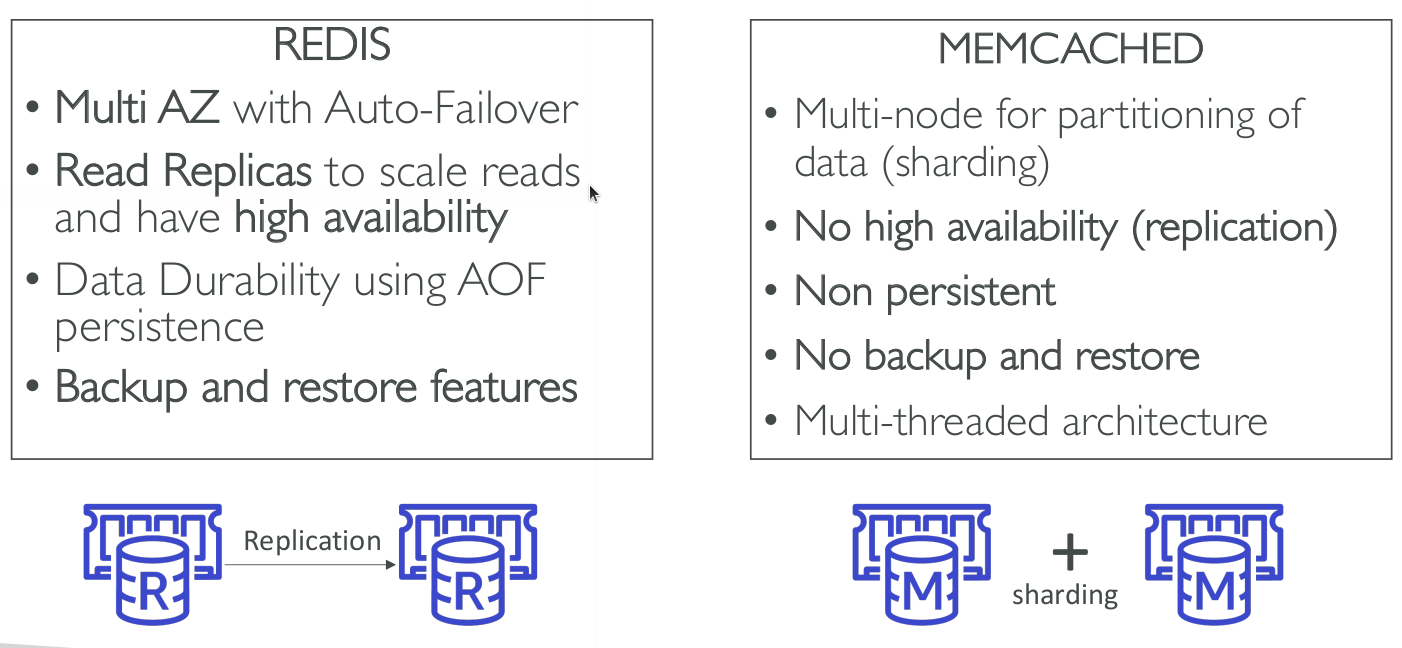 REDIS
• Multi AZ with Auto-Failover
• Read Replicas to scale reads
and have high availability
• Data Durability using AOF
persistence
• Backup and restore features
R
Replication
R
MEMCACHED
• Multi-node for partitioning of
data (sharding)
• No high availability (replication)
• Non persistent
• No backup and restore
• Multi-threaded architecture
M
+
sharding
M